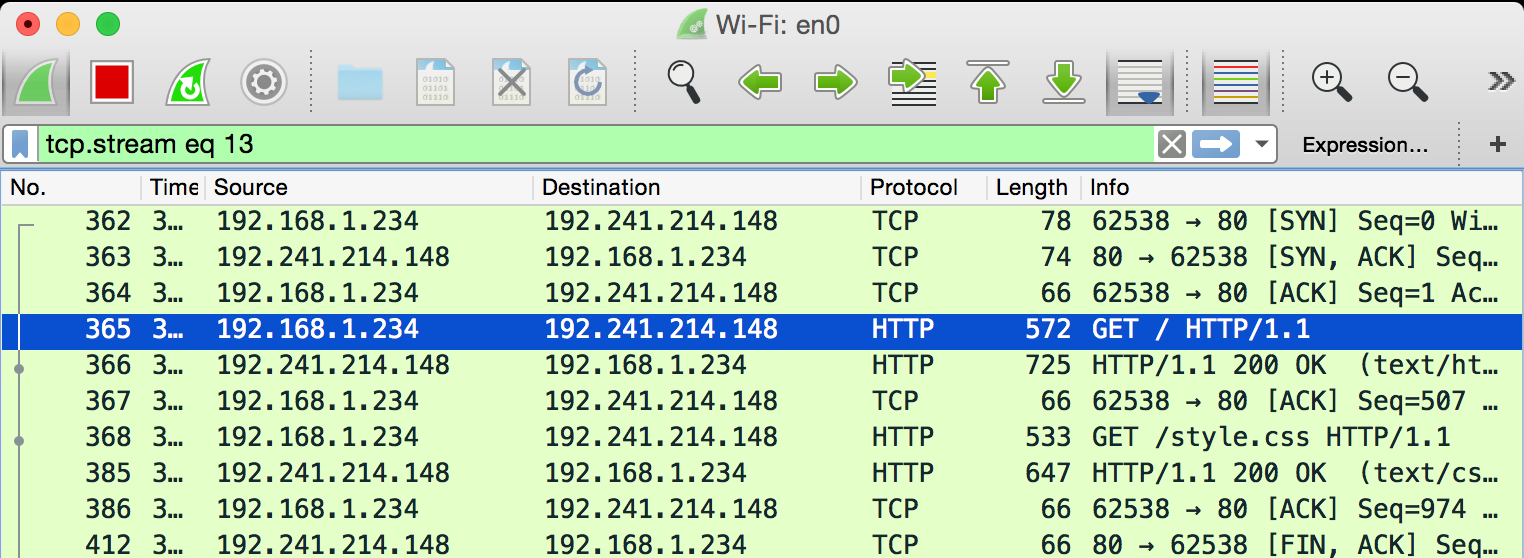 Wi-Fi: en0
tcp.stream eq 13 Expression... +
No. Time Source Destination Protocol Length Info
362 3... 192.168.1.234 192.241.214.148 TCP 78 62538 → 80 [SYN] Seq=0 Wi...
363 3... 192.241.214.148 192.168.1.234 TCP 74 80 → 62538 [SYN, ACK] Seq...
364 3... 192.168.1.234 192.241.214.148 TCP 66 62538 → 80 [ACK] Seq=1 Ac...
365 3... 192.168.1.234 192.241.214.148 HTTP 572 GET / HTTP/1.1
366 3... 192.241.214.148 192.168.1.234 HTTP 725 HTTP/1.1 200 OK (text/ht...
367 3... 192.168.1.234 192.241.214.148 TCP 66 62538 → 80 [ACK] Seq=507 ...
368 3... 192.168.1.234 192.241.214.148 HTTP 533 GET /style.css HTTP/1.1
385 3... 192.241.214.148 192.168.1.234 HTTP 647 HTTP/1.1 200 OK (text/cs...
386 3... 192.168.1.234 192.241.214.148 TCP 66 62538 → 80 [ACK] Seq=974 ...
412 3... 192.241.214.148 192.168.1.234 TCP 66 80 → 62538 [FIN, ACK] Seq...